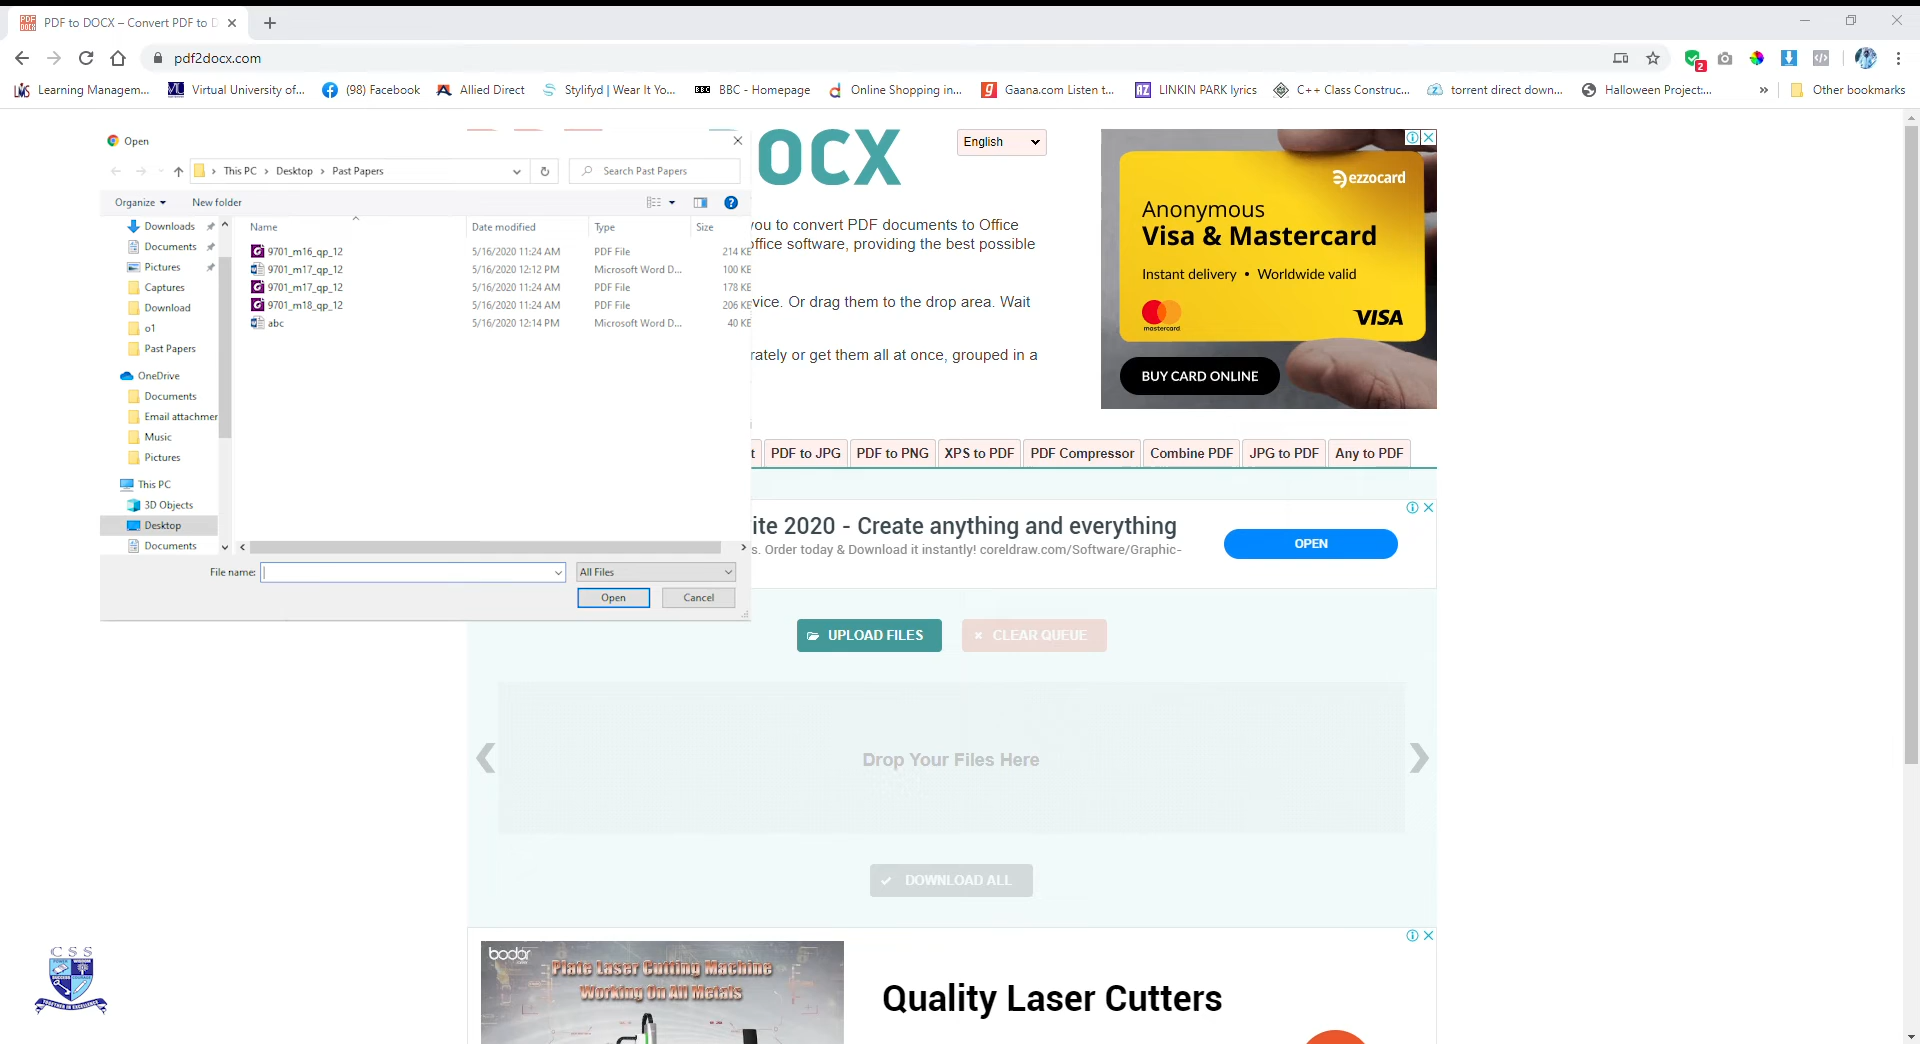 PDF to DOCX – Convert PDF to D
pdf2docx.com
2
Learning Managem...
Virtual University of...
(98) Facebook
Allied Direct
Stylifyd | Wear It Yo...
BBC - Homepage
Online Shopping in...
Gaana.com Listen t...
LINKIN PARK lyrics
C++ Class Construc...
torrent direct down...
Halloween Project:...
»
Other bookmarks
Open
This PC › Desktop › Past Papers
Search Past Papers
Organize
New folder
Name Date modified Type Size
9701_m16_qp_12 5/16/2020 11:24 AM PDF File 214 KB
9701_m17_qp_12 5/16/2020 12:12 PM Microsoft Word D... 100 KB
9701_m17_qp_12 5/16/2020 11:24 AM PDF File 178 KB
9701_m18_qp_12 5/16/2020 11:24 AM PDF File 206 KB
abc 5/16/2020 12:14 PM Microsoft Word D... 40 KB
Downloads
Documents
Pictures
Captures
Download
o1
Past Papers
OneDrive
Documents
Email attachmer
Music
Pictures
This PC
3D Objects
Desktop
Documents
File name:
All Files
Open
Cancel
OCX
English
you to convert PDF documents to Office
office software, providing the best possible
vice. Or drag them to the drop area. Wait
rately or get them all at once, grouped in a
ezzocard
Anonymous
Visa & Mastercard
Instant delivery • Worldwide valid
mastercard
VISA
BUY CARD ONLINE
t
PDF to JPG
PDF to PNG
XPS to PDF
PDF Compressor
Combine PDF
JPG to PDF
Any to PDF
ite 2020 - Create anything and everything
s. Order today & Download it instantly! coreldraw.com/Software/Graphic-
OPEN
UPLOAD FILES
CLEAR QUEUE
Drop Your Files Here
DOWNLOAD ALL
CSS
TOGETHER IN EXCELLENCE
bodor
Plate Laser Cutting Machine
Working On All Metals
Quality Laser Cutters